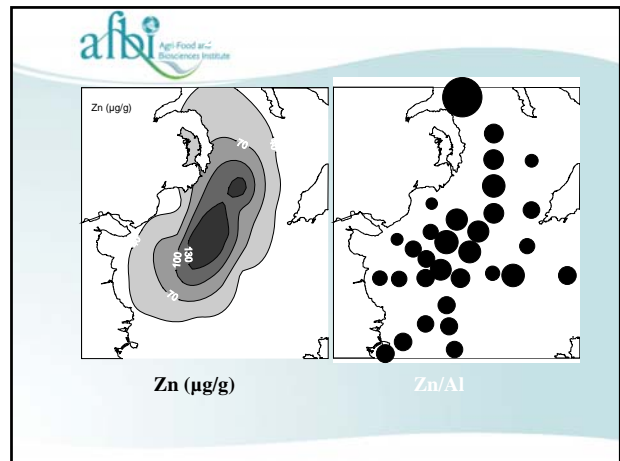 afbi
Agri-Food and
Biosciences Institute
Zn (µg/g)
70
70
100
130
Zn (µg/g)
Zn/Al